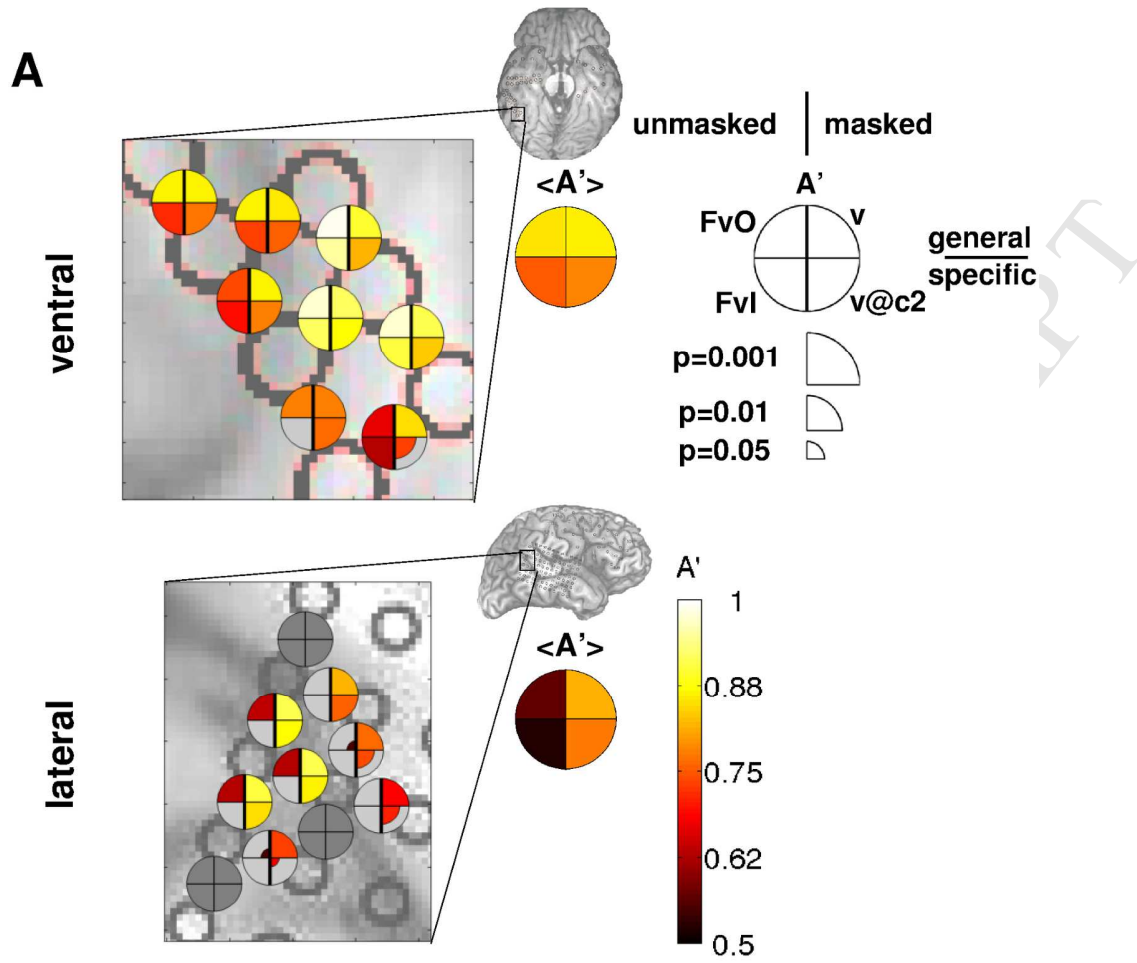 A
unmasked | masked
<A'>
A'
FvO
v
general
specific
FvI
v@c2
p=0.001
p=0.01
p=0.05
ventral
<A'>
A'
1
0.88
0.75
0.62
0.5
lateral
PT